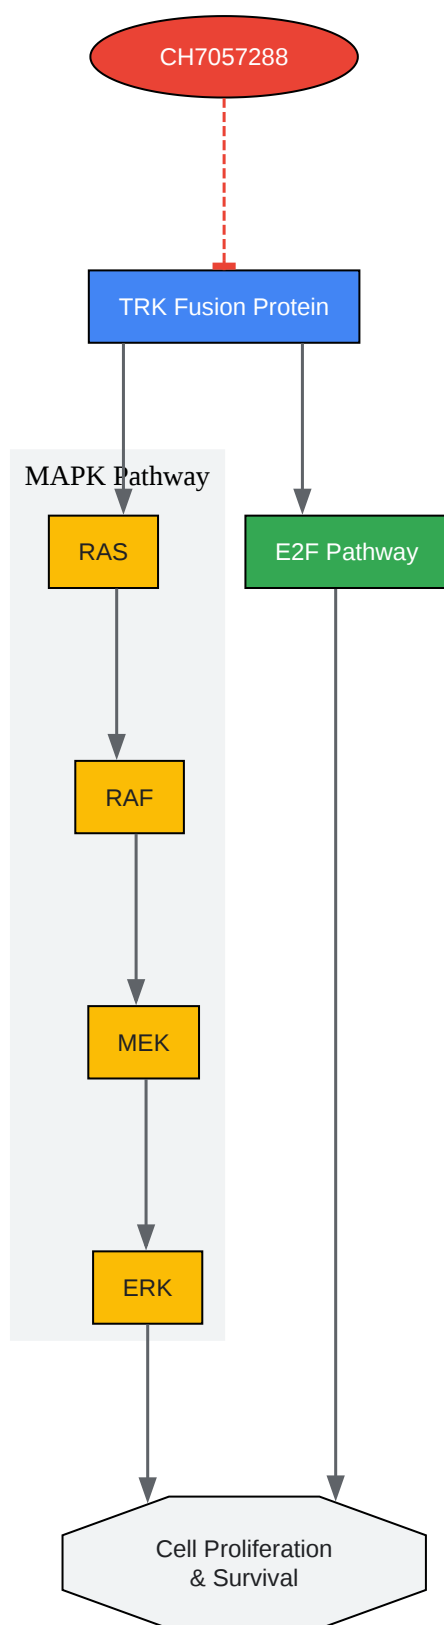 CH7057288
TRK Fusion Protein
MAPK Pathway
RAS
E2F Pathway
RAF
MEK
ERK
Cell Proliferation
& Survival